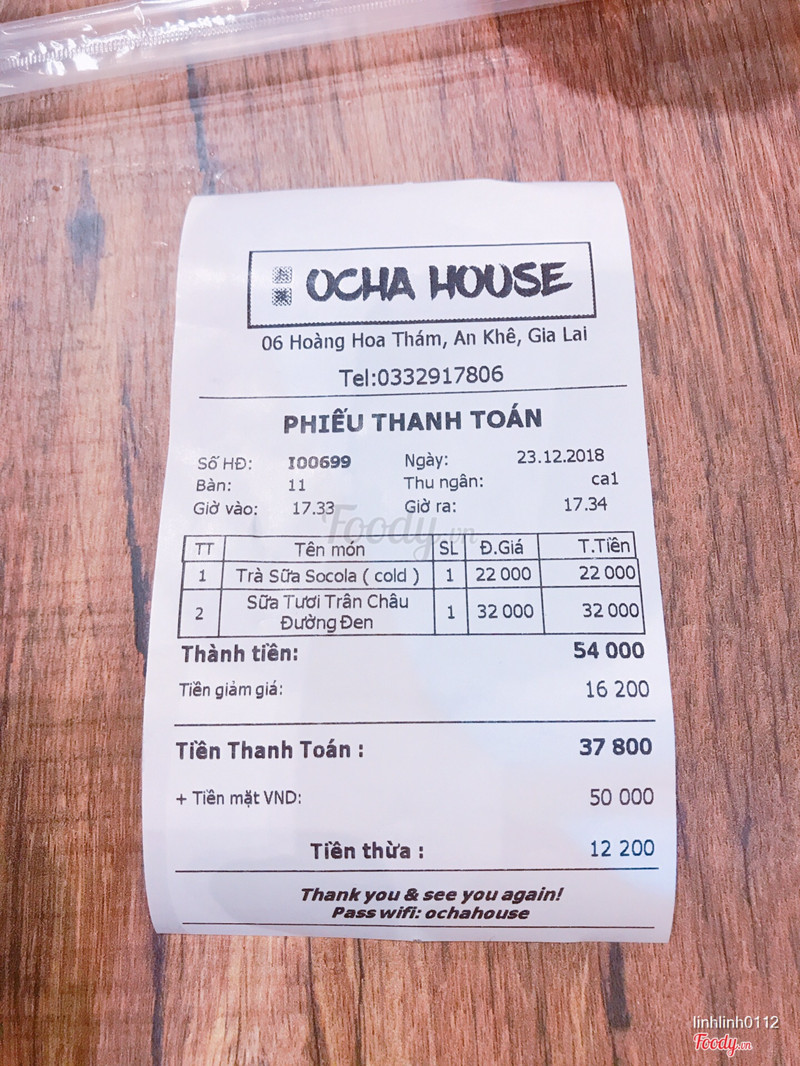 OCHA HOUSE
06 Hoàng Hoa Thám, An Khê, Gia Lai
Tel:0332917806
PHIẾU THANH TOÁN
Số HĐ: I00699 Ngày: 23.12.2018
Bàn: 11 Thu ngân: ca1
Giờ vào: 17.33 Giờ ra: 17.34
Foody.vn
TT Tên món SL Đ.Giá T.Tiền
1 Trà Sữa Socola ( cold ) 1 22 000 22 000
2 Sữa Tươi Trân Châu Đường Đen 1 32 000 32 000
Thành tiền: 54 000
Tiền giảm giá: 16 200
Tiền Thanh Toán : 37 800
+ Tiền mặt VND: 50 000
Tiền thừa : 12 200
Thank you & see you again!
Pass wifi: ochahouse
linhlinh0112
Foody.vn